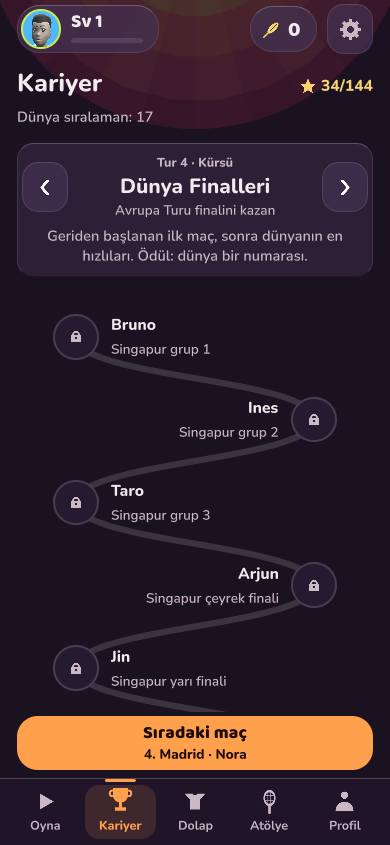 Sv 1
0
Kariyer
34/144
Dünya sıralaman: 17
Tur 4 · Kürsü
Dünya Finalleri
Avrupa Turu finalini kazan
Geriden başlanan ilk maç, sonra dünyanın en
hızlıları. Ödül: dünya bir numarası.
Bruno
Singapur grup 1
Ines
Singapur grup 2
Taro
Singapur grup 3
Arjun
Singapur çeyrek finali
Jin
Singapur yarı finali
Sıradaki maç
4. Madrid · Nora
Oyna
Kariyer
Dolap
Atölye
Profil